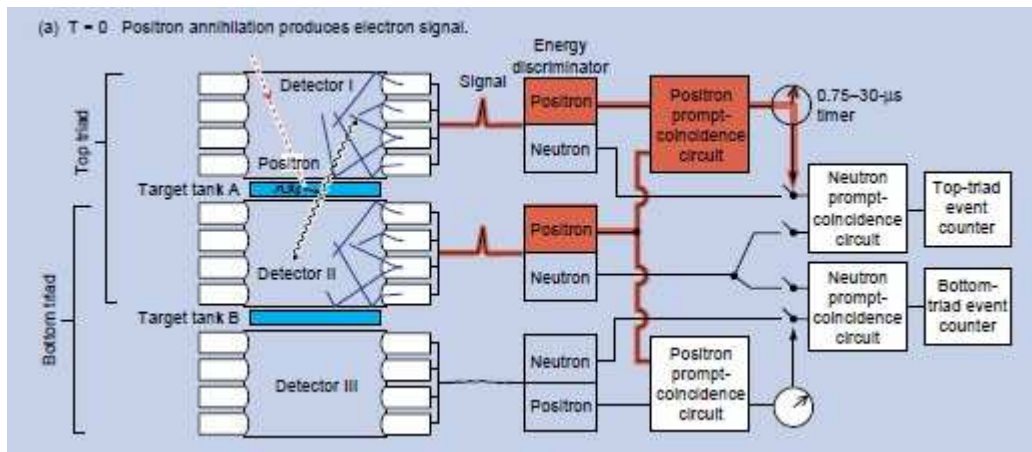 (a) T = 0 Positron annihilation produces electron signal.
Energy
discriminator
Detector I
Signal
Positron
Positron
prompt-
coincidence
circuit
0.75–30-μs
timer
Neutron
Top triad
Positron
Target tank A
Neutron
prompt-
coincidence
circuit
Top-triad
event
counter
Positron
Detector II
Neutron
Neutron
prompt-
coincidence
circuit
Bottom-
triad event
counter
Target tank B
Bottom triad
Neutron
Positron
prompt-
coincidence
circuit
Detector III
Positron